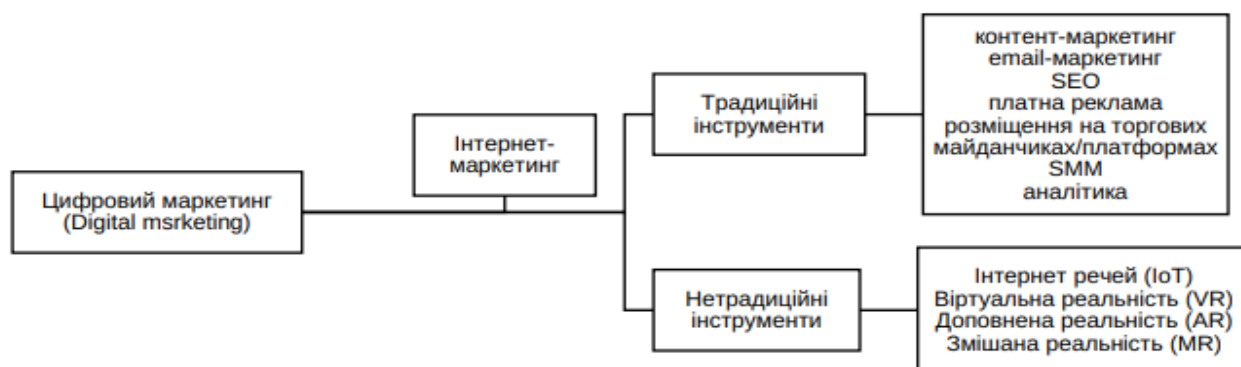 Цифровий маркетинг
(Digital msrketing)
Інтернет-
маркетинг
Традиційні
інструменти
контент-маркетинг
email-маркетинг
SEO
платна реклама
розміщення на торгових
майданчиках/платформах
SMM
аналітика
Нетрадиційні
інструменти
Інтернет речей (IoT)
Віртуальна реальність (VR)
Доповнена реальність (AR)
Змішана реальність (MR)